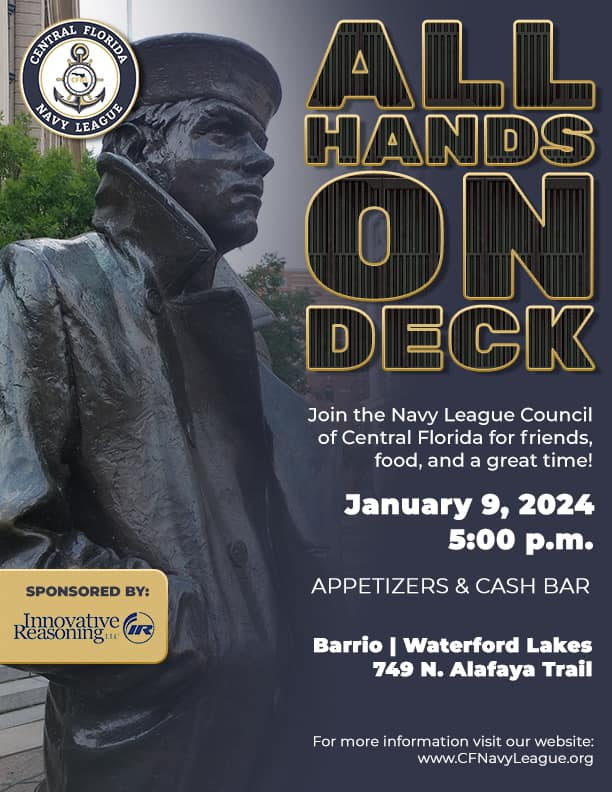 CENTRAL FLORIDA
NAVY LEAGUE
ALL
HANDS
ON
DECK
Join the Navy League Council
of Central Florida for friends,
food, and a great time!
January 9, 2024
5:00 p.m.
APPETIZERS & CASH BAR
SPONSORED BY:
Innovative
Reasoning LLC
IR
Barrio | Waterford Lakes
749 N. Alafaya Trail
For more information visit our website:
www.CFNavyLeague.org